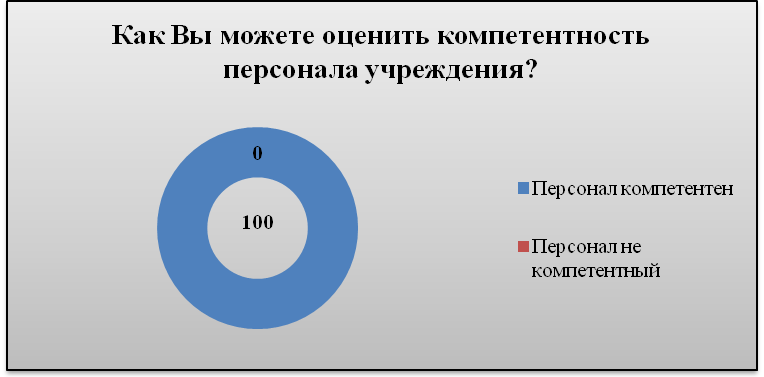 Как Вы можете оценить компетентность
персонала учреждения?
0
100
Персонал компетентен
Персонал не
компетентный